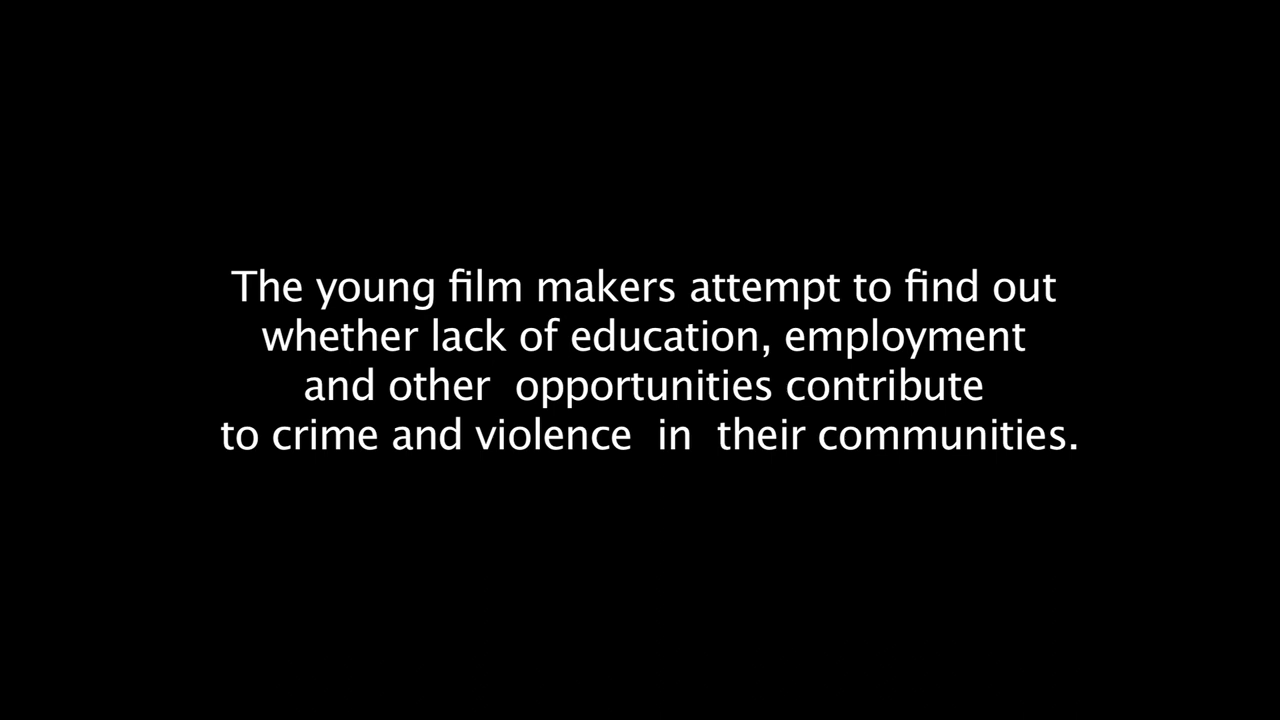 The young film makers attempt to find out
whether lack of education, employment
and other  opportunities contribute
to crime and violence  in  their communities.